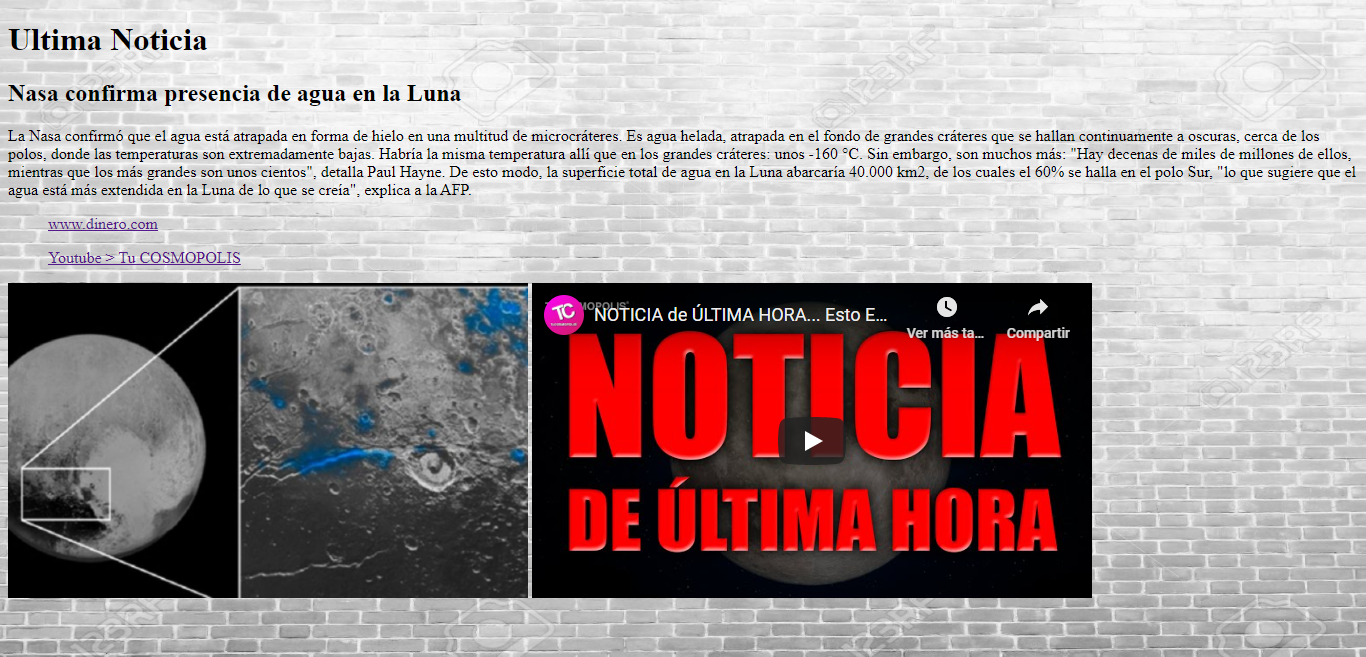 Ultima Noticia
Nasa confirma presencia de agua en la Luna
La Nasa confirmó que el agua está atrapada en forma de hielo en una multitud de microcráteres. Es agua helada, atrapada en el fondo de grandes cráteres que se hallan continuamente a oscuras, cerca de los
polos, donde las temperaturas son extremadamente bajas. Habría la misma temperatura allí que en los grandes cráteres: unos -160 °C. Sin embargo, son muchos más: "Hay decenas de miles de millones de ellos,
mientras que los más grandes son unos cientos", detalla Paul Hayne. De esto modo, la superficie total de agua en la Luna abarcaría 40.000 km2, de los cuales el 60% se halla en el polo Sur, "lo que sugiere que el
agua está más extendida en la Luna de lo que se creía", explica a la AFP.
www.dinero.com
Youtube > Tu COSMOPOLIS
TC
NOTICIA de ÚLTIMA HORA... Esto E...
Ver más ta...
Compartir
NOTICIA
DE ÚLTIMA HORA
123RF